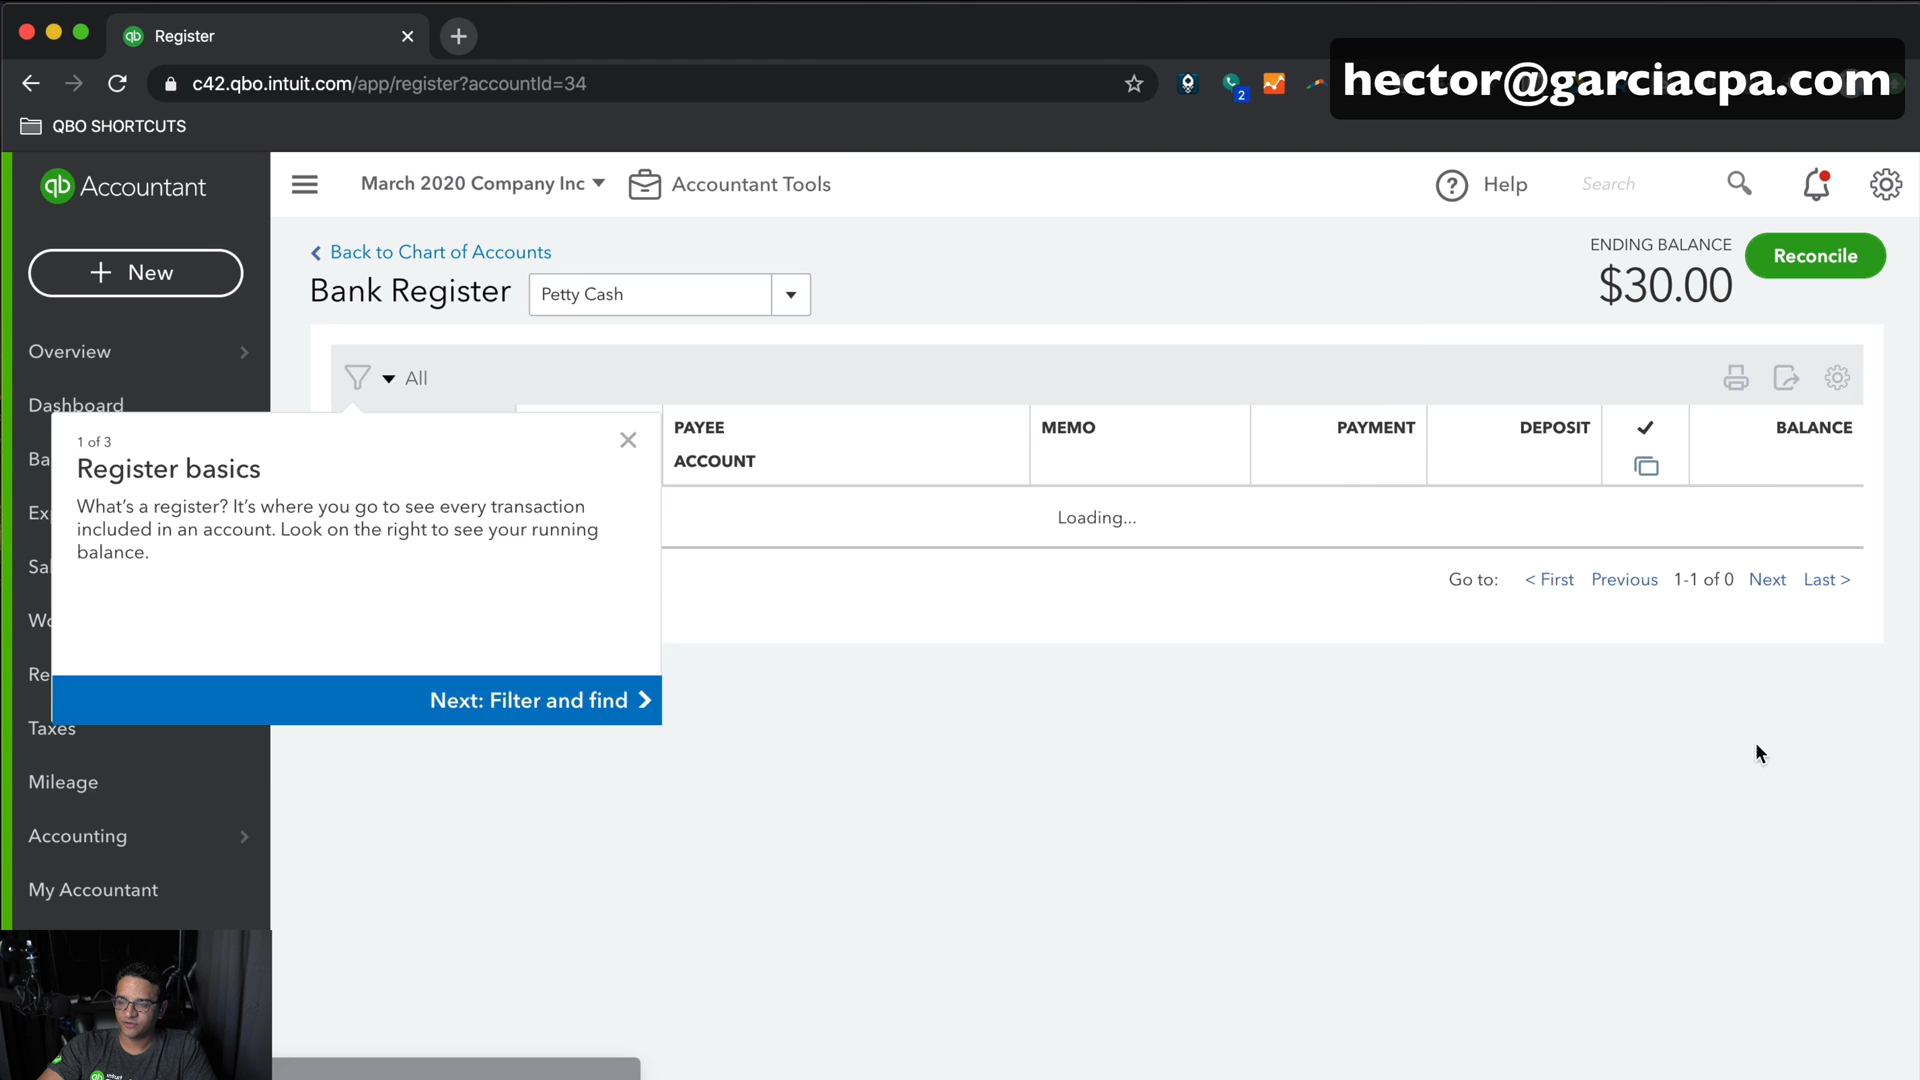 Register
c42.qbo.intuit.com/app/register?accountId=34
2
hector@garciacpa.com
QBO SHORTCUTS
qb Accountant
March 2020 Company Inc
Accountant Tools
Help
Search
Back to Chart of Accounts
ENDING BALANCE
$30.00
Reconcile
Bank Register
Petty Cash
New
Overview
Dashboard
Ba
Ex
Sal
Wo
Re
Taxes
Mileage
Accounting
My Accountant
All
PAYEE
ACCOUNT
MEMO
PAYMENT
DEPOSIT
BALANCE
Loading...
Go to: < First Previous 1-1 of 0 Next Last >
1 of 3
Register basics
What's a register? It's where you go to see every transaction
included in an account. Look on the right to see your running
balance.
Next: Filter and find
qb